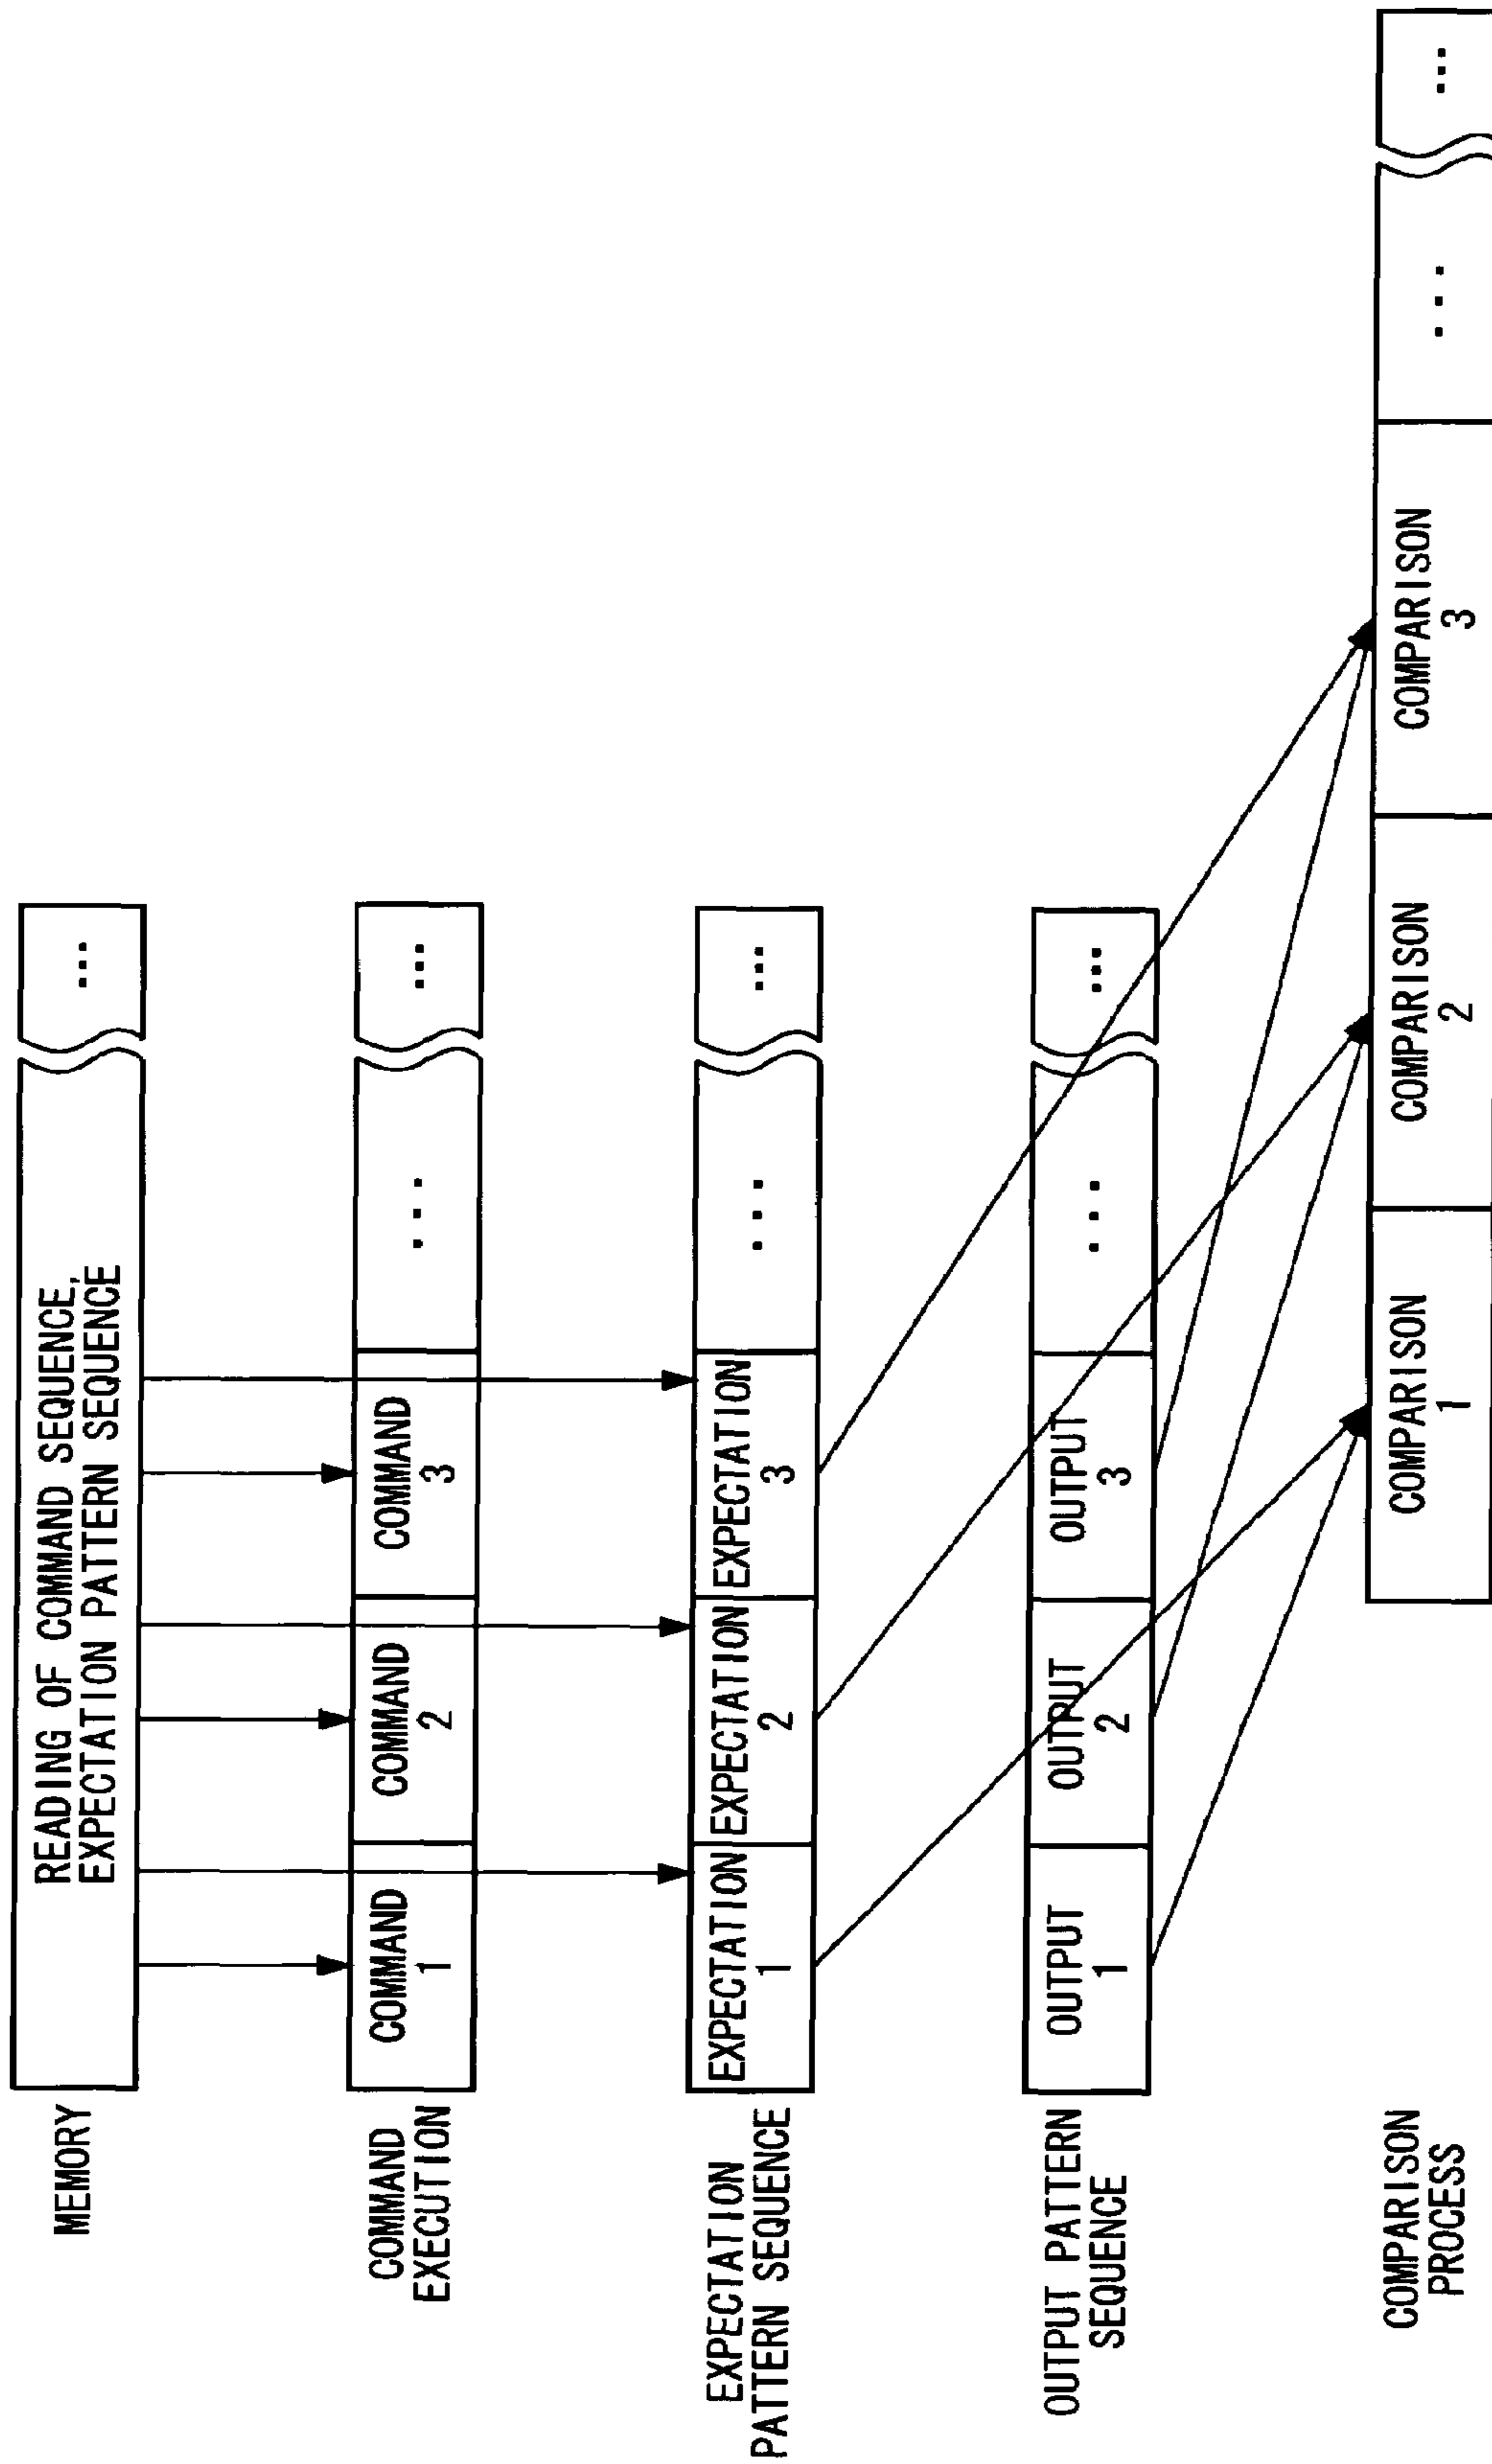 MEMORY
READING OF COMMAND SEQUENCE,
EXPECTATION PATTERN SEQUENCE
...
COMMAND
EXECUTION
COMMAND
1
COMMAND
2
COMMAND
3
...
...
EXPECTATION
PATTERN SEQUENCE
EXPECTATION
1
EXPECTATION
2
EXPECTATION
3
...
...
OUTPUT PATTERN
SEQUENCE
OUTPUT
1
OUTPUT
2
OUTPUT
3
...
...
COMPARISON
PROCESS
COMPARISON
1
COMPARISON
2
COMPARISON
3
...
...